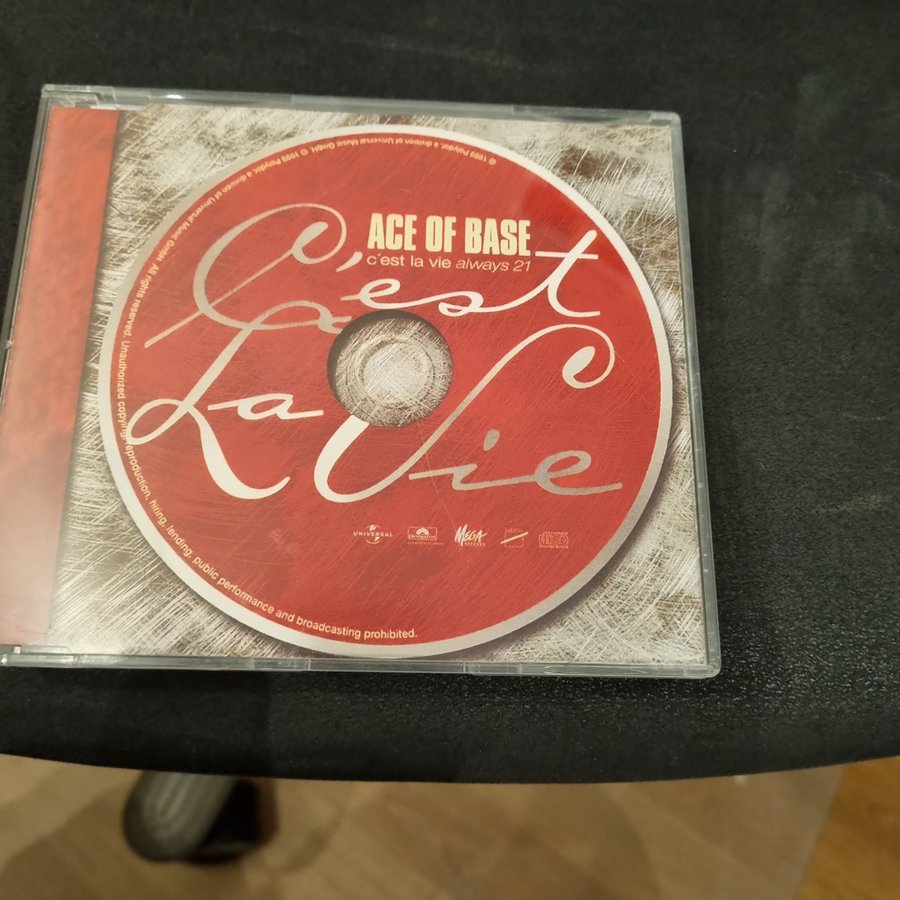 ACE OF BASE
c'est la vie always 21
C'est
La Vie
UNIVERSAL
MEGA
℗ 1999 Polydor, a division of Universal Music GmbH. © 1999 Polydor, a division of Universal Music GmbH. All rights reserved. Unauthorized copying, reproduction, hiring, lending, public performance and broadcasting prohibited.